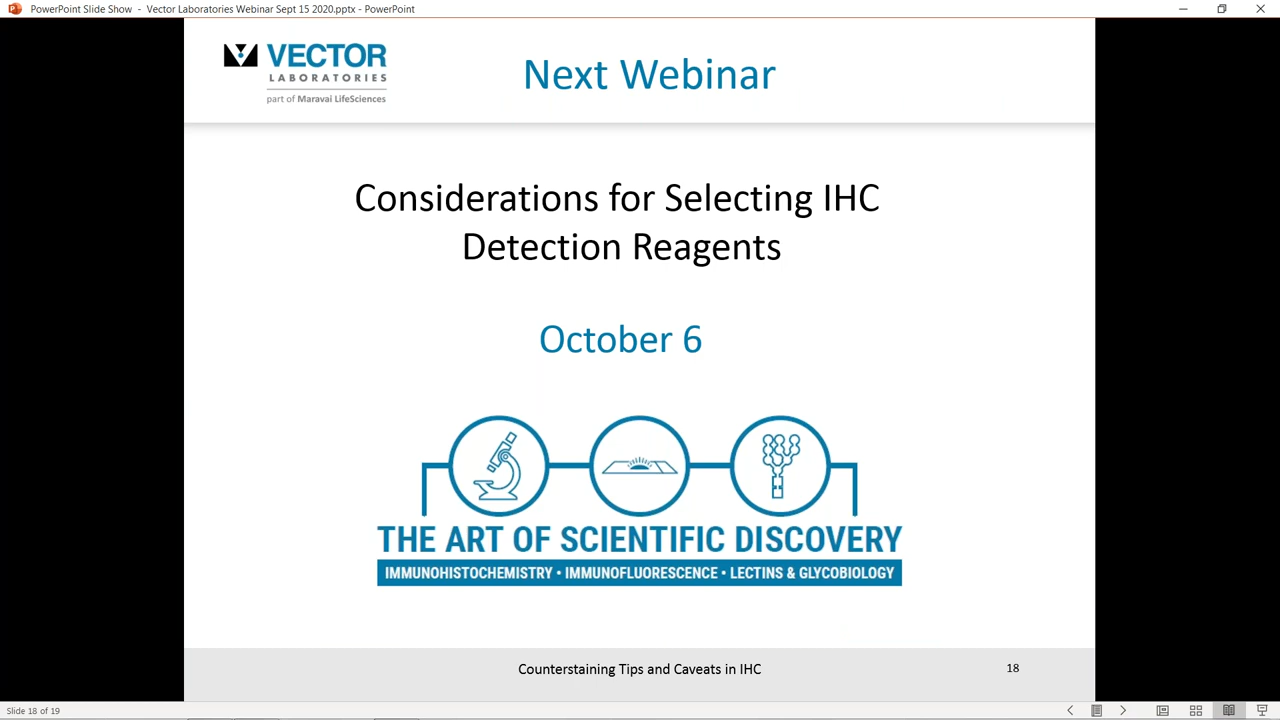 PowerPoint Slide Show - Vector Laboratories Webinar Sept 15 2020.pptx - PowerPoint
VECTOR
LABORATORIES
part of Maravai LifeSciences
Next Webinar
Considerations for Selecting IHC
Detection Reagents
October 6
THE ART OF SCIENTIFIC DISCOVERY
IMMUNOHISTOCHEMISTRY • IMMUNOFLUORESCENCE • LECTINS & GLYCOBIOLOGY
Counterstaining Tips and Caveats in IHC
18
Slide 18 of 19